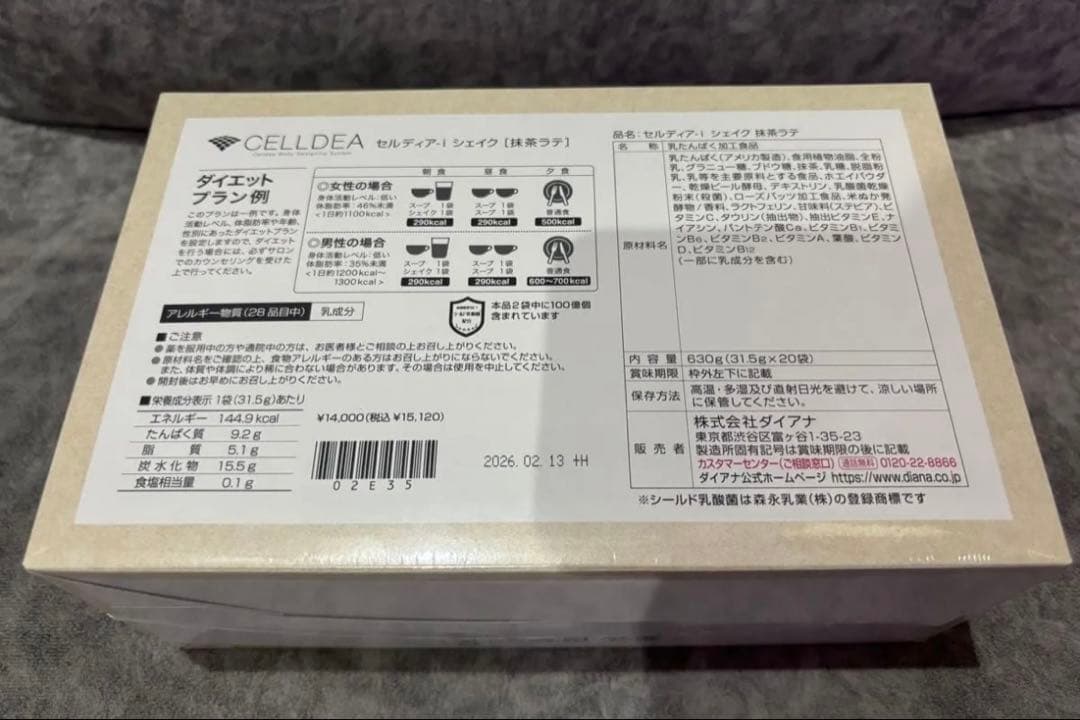 CELLDEA セルディア-i シェイク [抹茶ラテ]
ダイエット
プラン例
このプランは一例です。身体
活動レベル、体脂肪率や年齢、
性別にあったダイエットプラン
を設定しますので、ダイエット
を行う場合には、必ずサロン
でのカウンセリングを受けた
上で行ってください。
朝食 昼食 夕食
◎女性の場合
身体活動レベル:低い
体脂肪率:46%未満
<1日約1100kcal>
スープ 1袋
シェイク 1袋
290kcal
スープ 1袋
スープ 1袋
290kcal
普通食
500kcal
◎男性の場合
身体活動レベル:低い
体脂肪率:35%未満
<1日約1200kcal~
1300kcal>
スープ 1袋
シェイク 1袋
290kcal
スープ 1袋
スープ 1袋
290kcal
普通食
600~700kcal
アレルギー物質(28品目中) 乳成分
本品2袋中に100億個
含まれています
■ご注意
●薬を服用中の方や通院中の方は、お医者様とご相談の上お召し上がりください。
●原材料名をご確認の上、食物アレルギーのある方はお召し上がりにならないでください。
また、体質や体調により稀に合わない場合があります。その場合は使用を中止してください。
●開封後はお早めにお召し上がりください。
■栄養成分表示 1袋(31.5g)あたり
エネルギー 144.9kcal
たんぱく質 9.2g
脂質 5.1g
炭水化物 15.5g
食塩相当量 0.1g
¥14,000(税込¥15,120)
02E35
2026.02.13 +H
品名:セルディア-i シェイク 抹茶ラテ
名称 乳たんぱく加工食品
原材料名
乳たんぱく(アメリカ製造)、食用植物油脂、全粉
乳、グラニュー糖、ブドウ糖、抹茶、乳糖、脱脂粉
乳、乳等を主要原料とする食品、ホエイパウダ
ー、乾燥ビール酵母、デキストリン、乳酸菌乾燥
粉末(殺菌)、ローズハップス加工食品、米ぬか発
酵物/香料、ラクトフェリン、甘味料(ステビア)、ビ
タミンC、タウリン(抽出物)、抽出ビタミンE、ナ
イアシン、パントテン酸Ca、ビタミンB1、ビタミ
ンB6、ビタミンB2、ビタミンA、葉酸、ビタミン
D、ビタミンB12
(一部に乳成分を含む)
内容量 630g(31.5g×20袋)
賞味期限 枠外左下に記載
保存方法 高温・多湿及び直射日光を避けて、涼しい場所
に保管してください。
販売者
株式会社ダイアナ
東京都渋谷区富ヶ谷1-35-23
製造所固有記号は賞味期限の後に記載
カスタマーセンター(ご相談窓口) 通話無料 0120-22-8866
ダイアナ公式ホームページ https://www.diana.co.jp
※シールド乳酸菌は森永乳業(株)の登録商標です